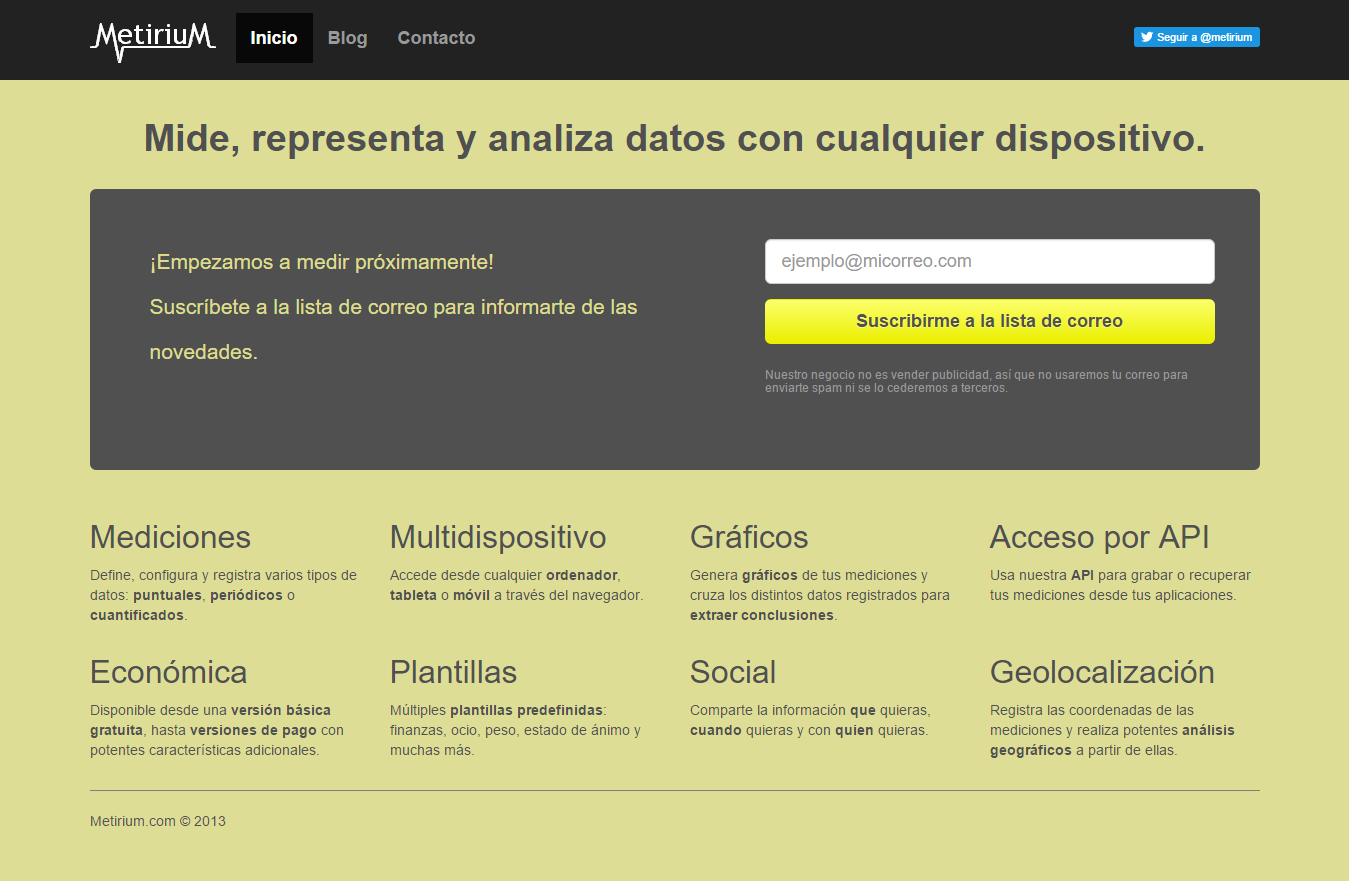 MetiriuM
Inicio
Blog
Contacto
Seguir a @metirium
Mide, representa y analiza datos con cualquier dispositivo.
¡Empezamos a medir próximamente!
Suscríbete a la lista de correo para informarte de las
novedades.
ejemplo@micorreo.com
Suscribirme a la lista de correo
Nuestro negocio no es vender publicidad, así que no usaremos tu correo para
enviarte spam ni se lo cederemos a terceros.
Mediciones
Define, configura y registra varios tipos de
datos: puntuales, periódicos o
cuantificados.
Multidispositivo
Accede desde cualquier ordenador,
tableta o móvil a través del navegador.
Gráficos
Genera gráficos de tus mediciones y
cruza los distintos datos registrados para
extraer conclusiones.
Acceso por API
Usa nuestra API para grabar o recuperar
tus mediciones desde tus aplicaciones.
Económica
Disponible desde una versión básica
gratuita, hasta versiones de pago con
potentes características adicionales.
Plantillas
Múltiples plantillas predefinidas:
finanzas, ocio, peso, estado de ánimo y
muchas más.
Social
Comparte la información que quieras,
cuando quieras y con quien quieras.
Geolocalización
Registra las coordenadas de las
mediciones y realiza potentes análisis
geográficos a partir de ellas.
Metirium.com © 2013